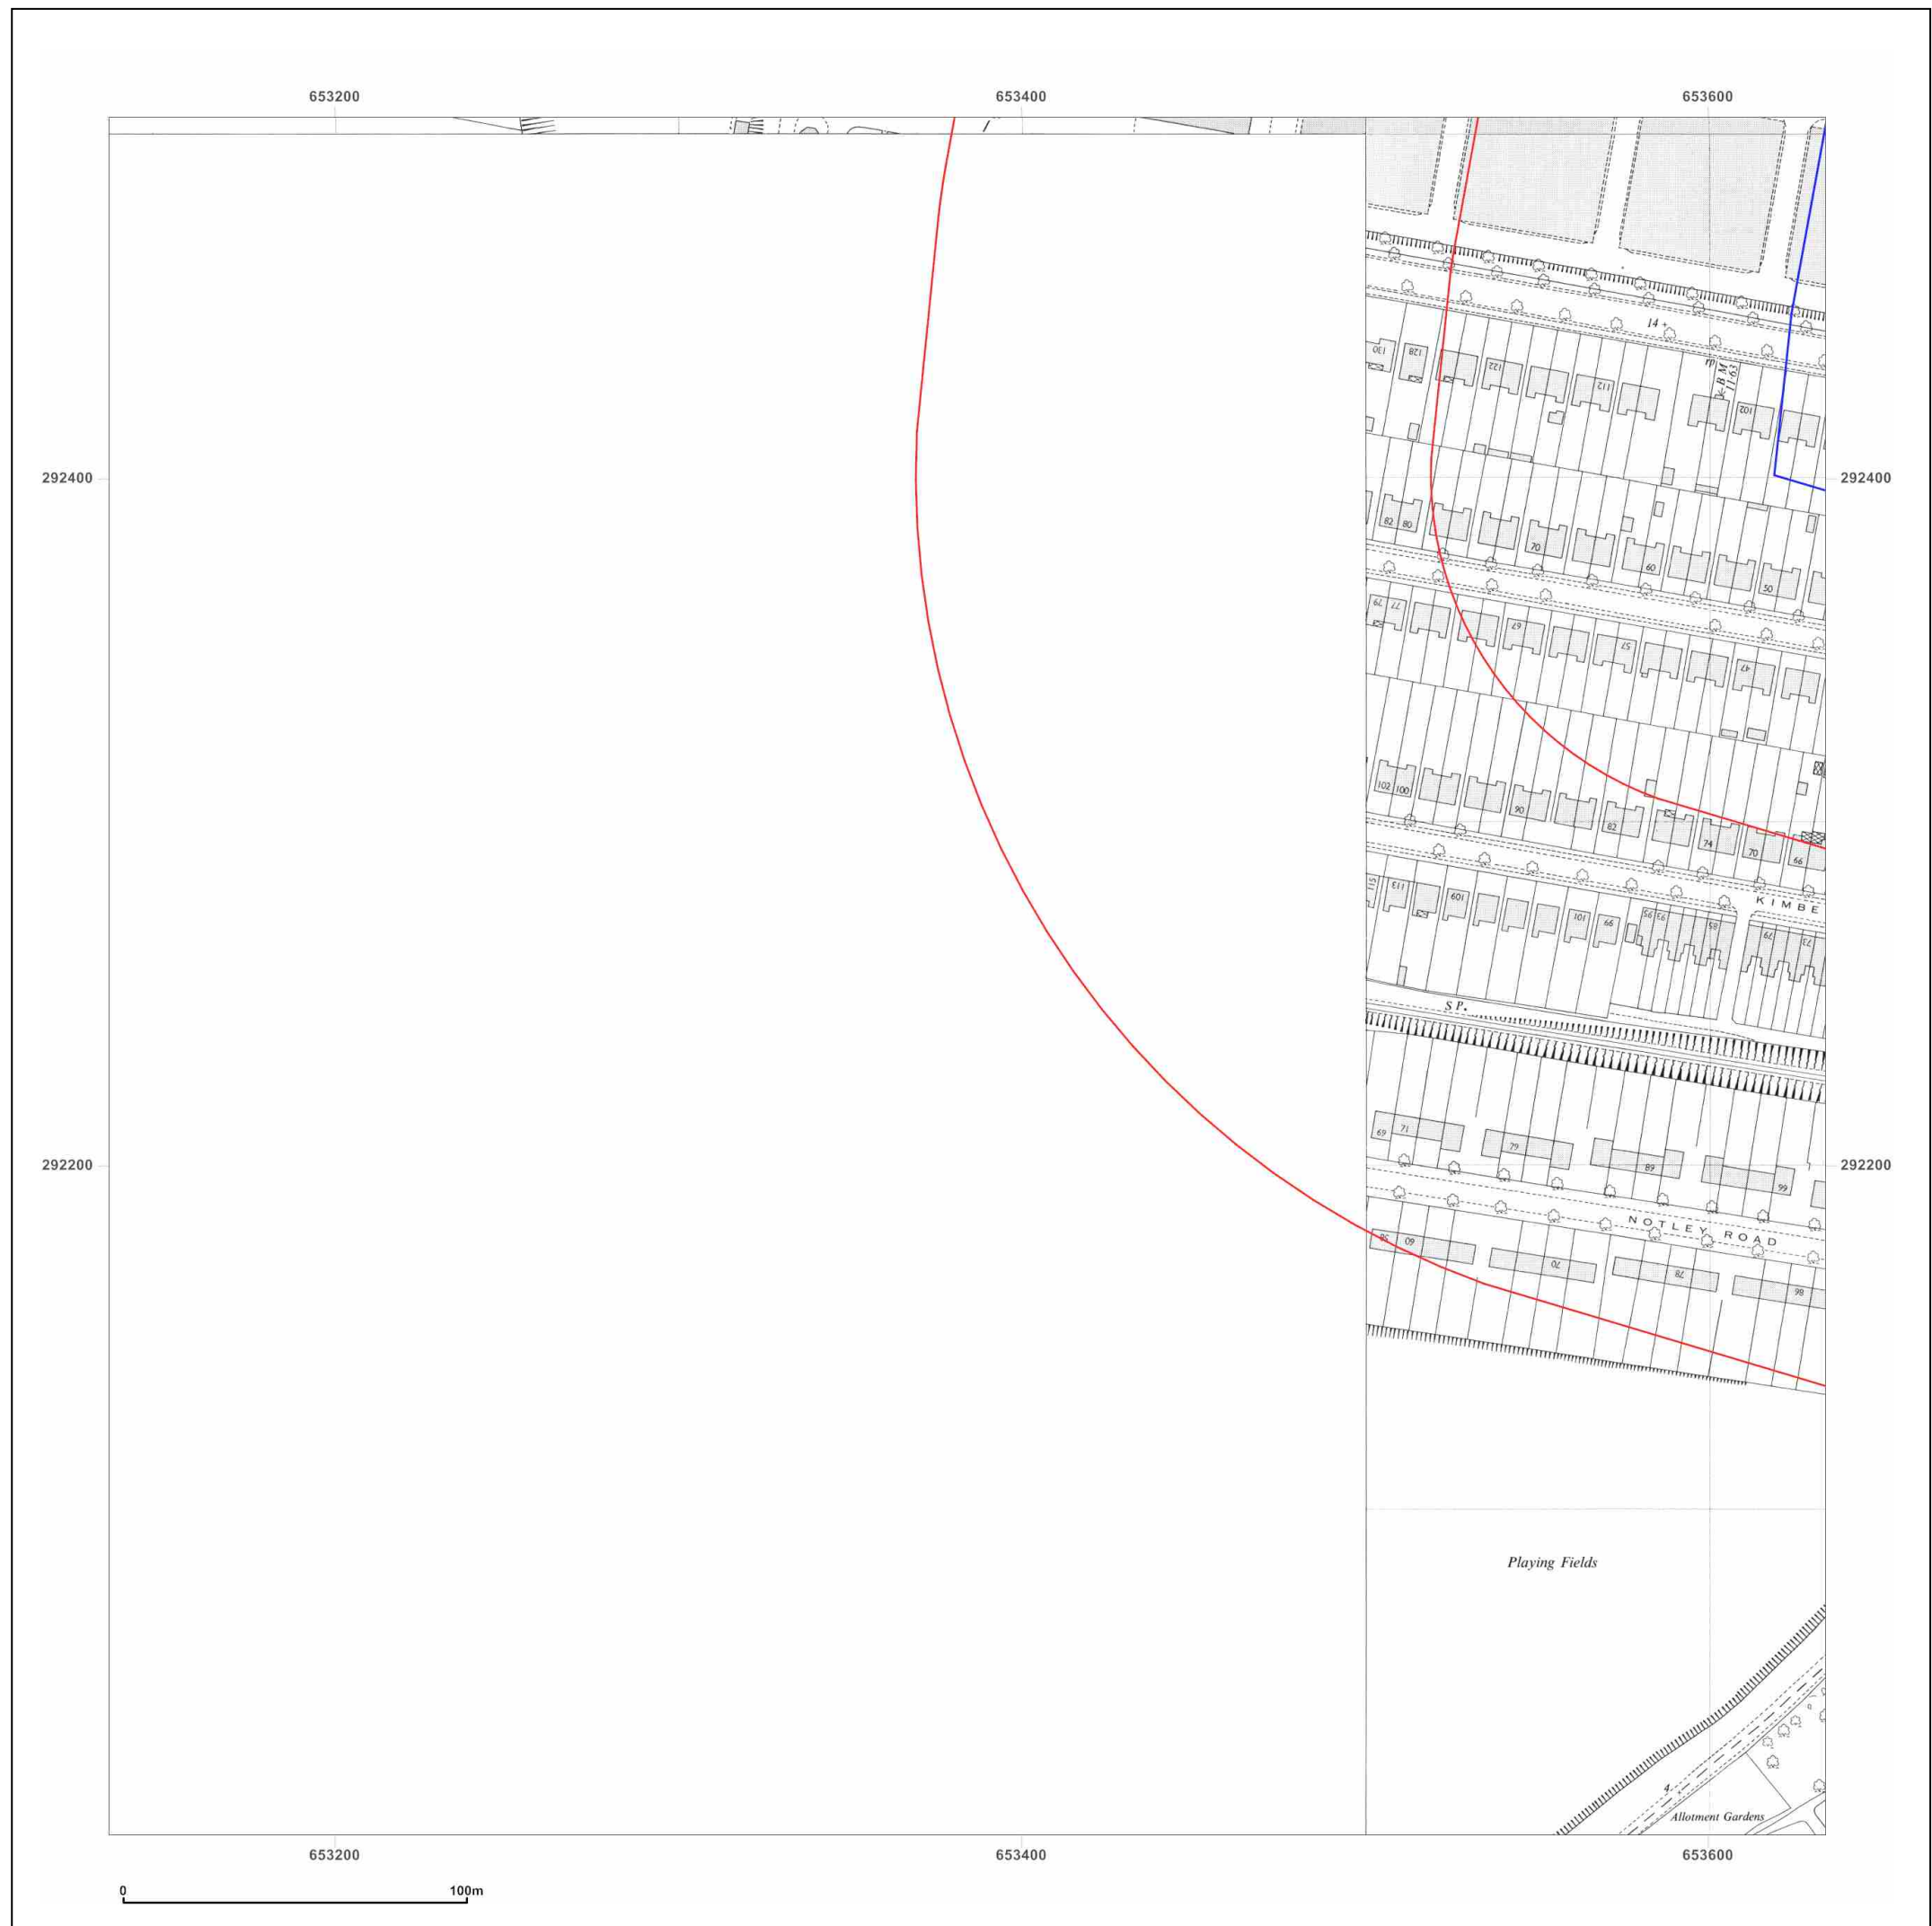 653200 653400 653600
14 +
B M
11·63
130 128 122 112 102
292400 292400
82 80 70 60 50
79 77 67 57 47
102 100 90 82 74 70 66
KIMBE
115 113 109 101 99 95 93 85 79 73
S P.
69 71 79 89 99
292200 292200
NOTLEY ROAD
58 60 70 78 86
Playing Fields
4
Allotment Gardens
653200 653400 653600
0 100m